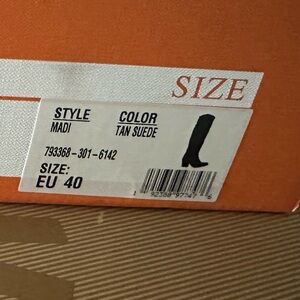 SIZE
STYLE COLOR
MADI TAN SUEDE
793368-301-6142
SIZE:
EU 40